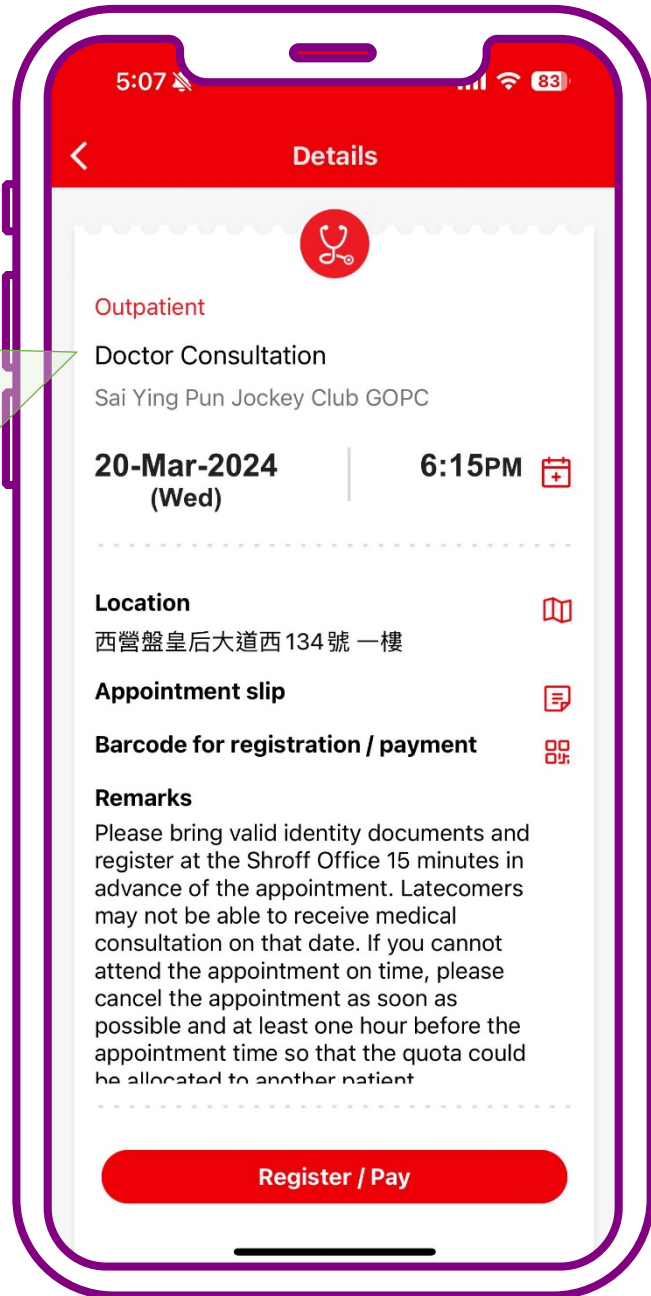 5:07
83
Details
Outpatient
Doctor Consultation
Sai Ying Pun Jockey Club GOPC
20-Mar-2024
(Wed)
6:15PM
Location
西營盤皇后大道西134號 一樓
Appointment slip
Barcode for registration / payment
Remarks
Please bring valid identity documents and
register at the Shroff Office 15 minutes in
advance of the appointment. Latecomers
may not be able to receive medical
consultation on that date. If you cannot
attend the appointment on time, please
cancel the appointment as soon as
possible and at least one hour before the
appointment time so that the quota could
be allocated to another patient
Register / Pay